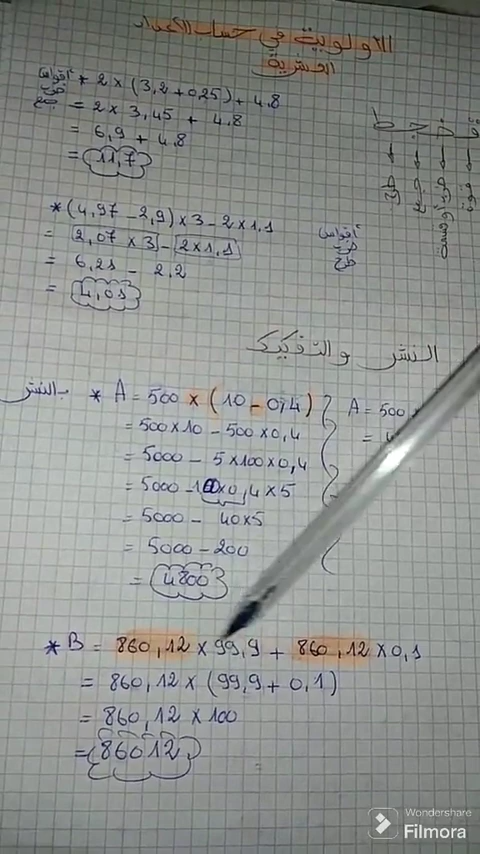 الأولوية في حساب الأعداد
العشرية
أقواس * 2 × (3,2 + 0,25) + 4,8
ضرب = 2 × 3,45 + 4,8
جمع = 6,9 + 4,8
= 11,7
* (4,97 - 2,9) × 3 - 2 × 1,1
= 2,07 × 3 - 2 × 1,1
= 6,21 - 2,2
= 4,01
أقواس
ضرب
طرح
النشر والتفكيك
بالنشر * A = 500 × (10 - 0,4)
= 500 × 10 - 500 × 0,4
= 5000 - 5 × 100 × 0,4
= 5000 - 100 × 0,4 × 5
= 5000 - 40 × 5
= 5000 - 200
= 4800
A = 500
=
* B = 860,12 × 99,9 + 860,12 × 0,1
= 860,12 × (99,9 + 0,1)
= 860,12 × 100
= 86012
Wondershare
Filmora